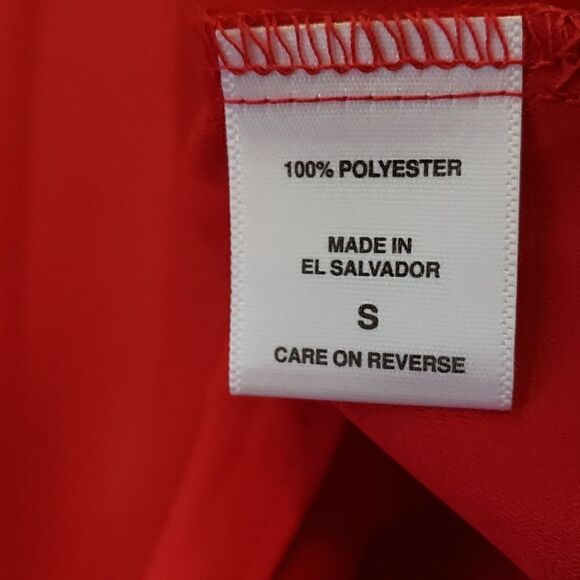 100% POLYESTER
MADE IN
EL SALVADOR
S
CARE ON REVERSE